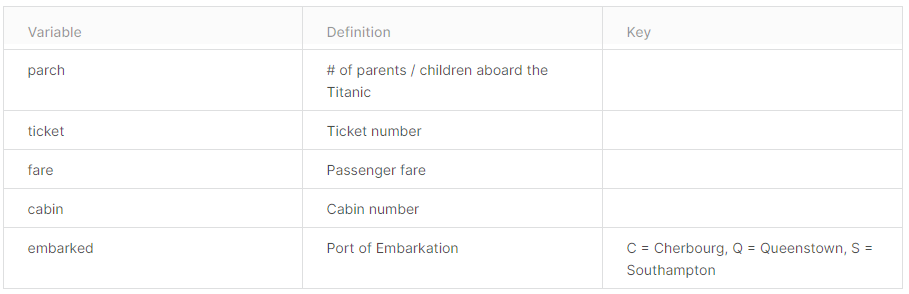 Variable Definition Key
parch # of parents / children aboard the
Titanic
ticket Ticket number
fare Passenger fare
cabin Cabin number
embarked Port of Embarkation C = Cherbourg, Q = Queenstown, S =
Southampton